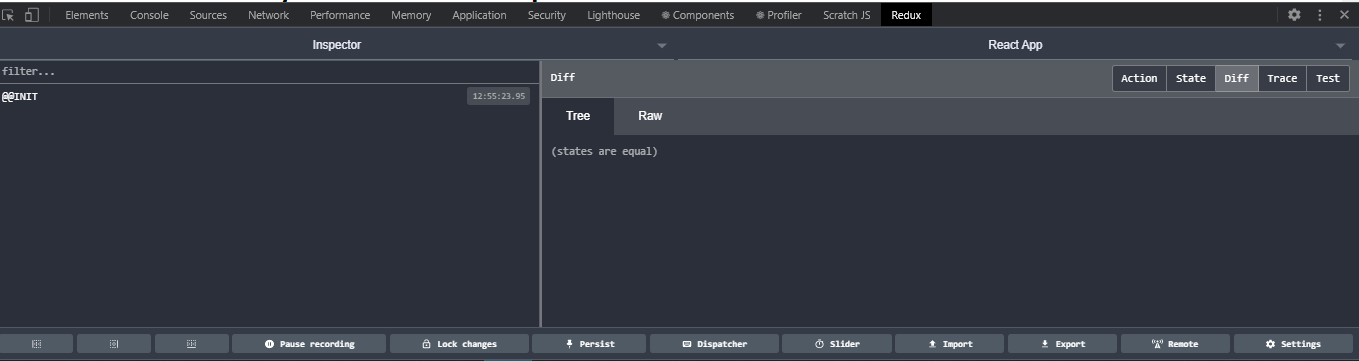 Elements Console Sources Network Performance Memory Application Security Lighthouse Components Profiler Scratch JS Redux
Inspector React App
filter...
@@INIT 12:55:23.95
Diff Action State Diff Trace Test
Tree Raw
(states are equal)
Pause recording Lock changes Persist Dispatcher Slider Import Export Remote Settings